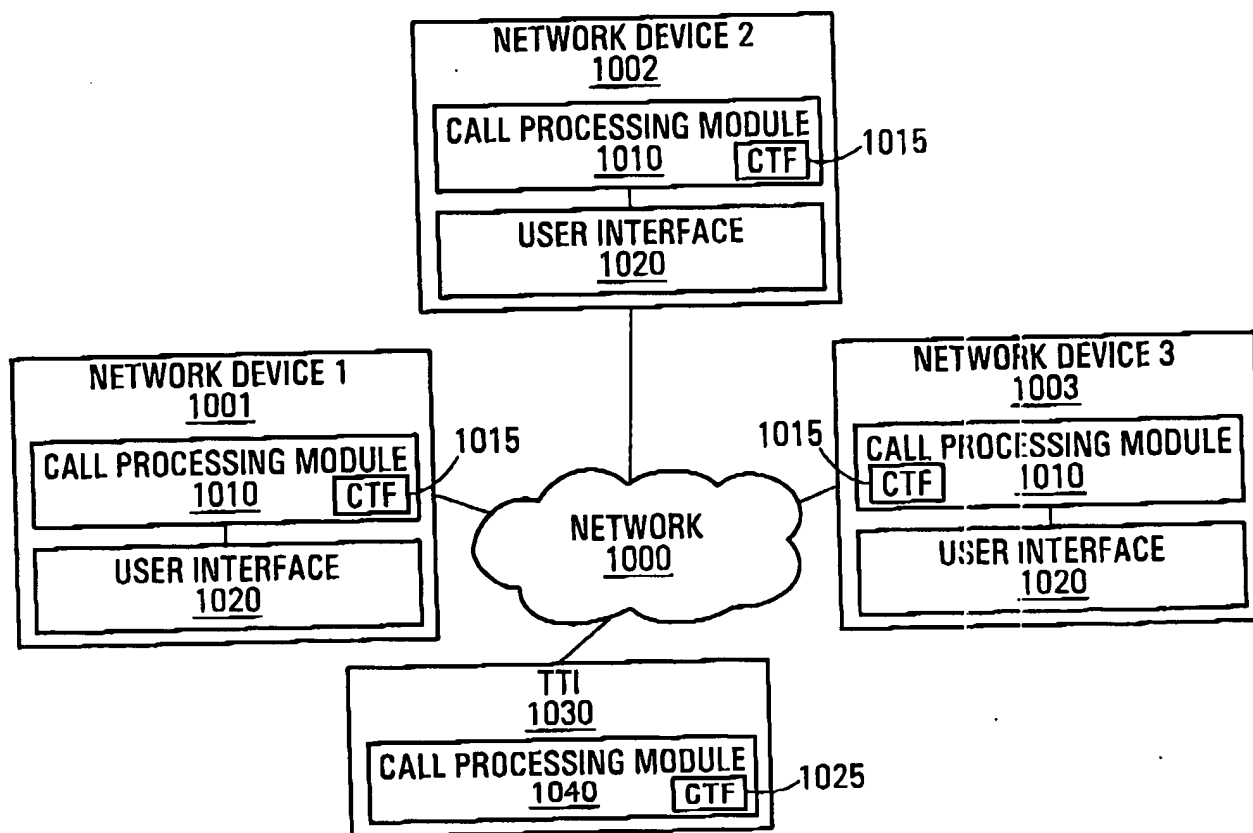 NETWORK DEVICE 2
1002
CALL PROCESSING MODULE
1010
CTF
1015
USER INTERFACE
1020
NETWORK DEVICE 1
1001
CALL PROCESSING MODULE
1010
CTF
1015
USER INTERFACE
1020
NETWORK
1000
NETWORK DEVICE 3
1003
1015
CALL PROCESSING MODULE
CTF
1010
USER INTERFACE
1020
TTI
1030
CALL PROCESSING MODULE
1040
CTF
1025